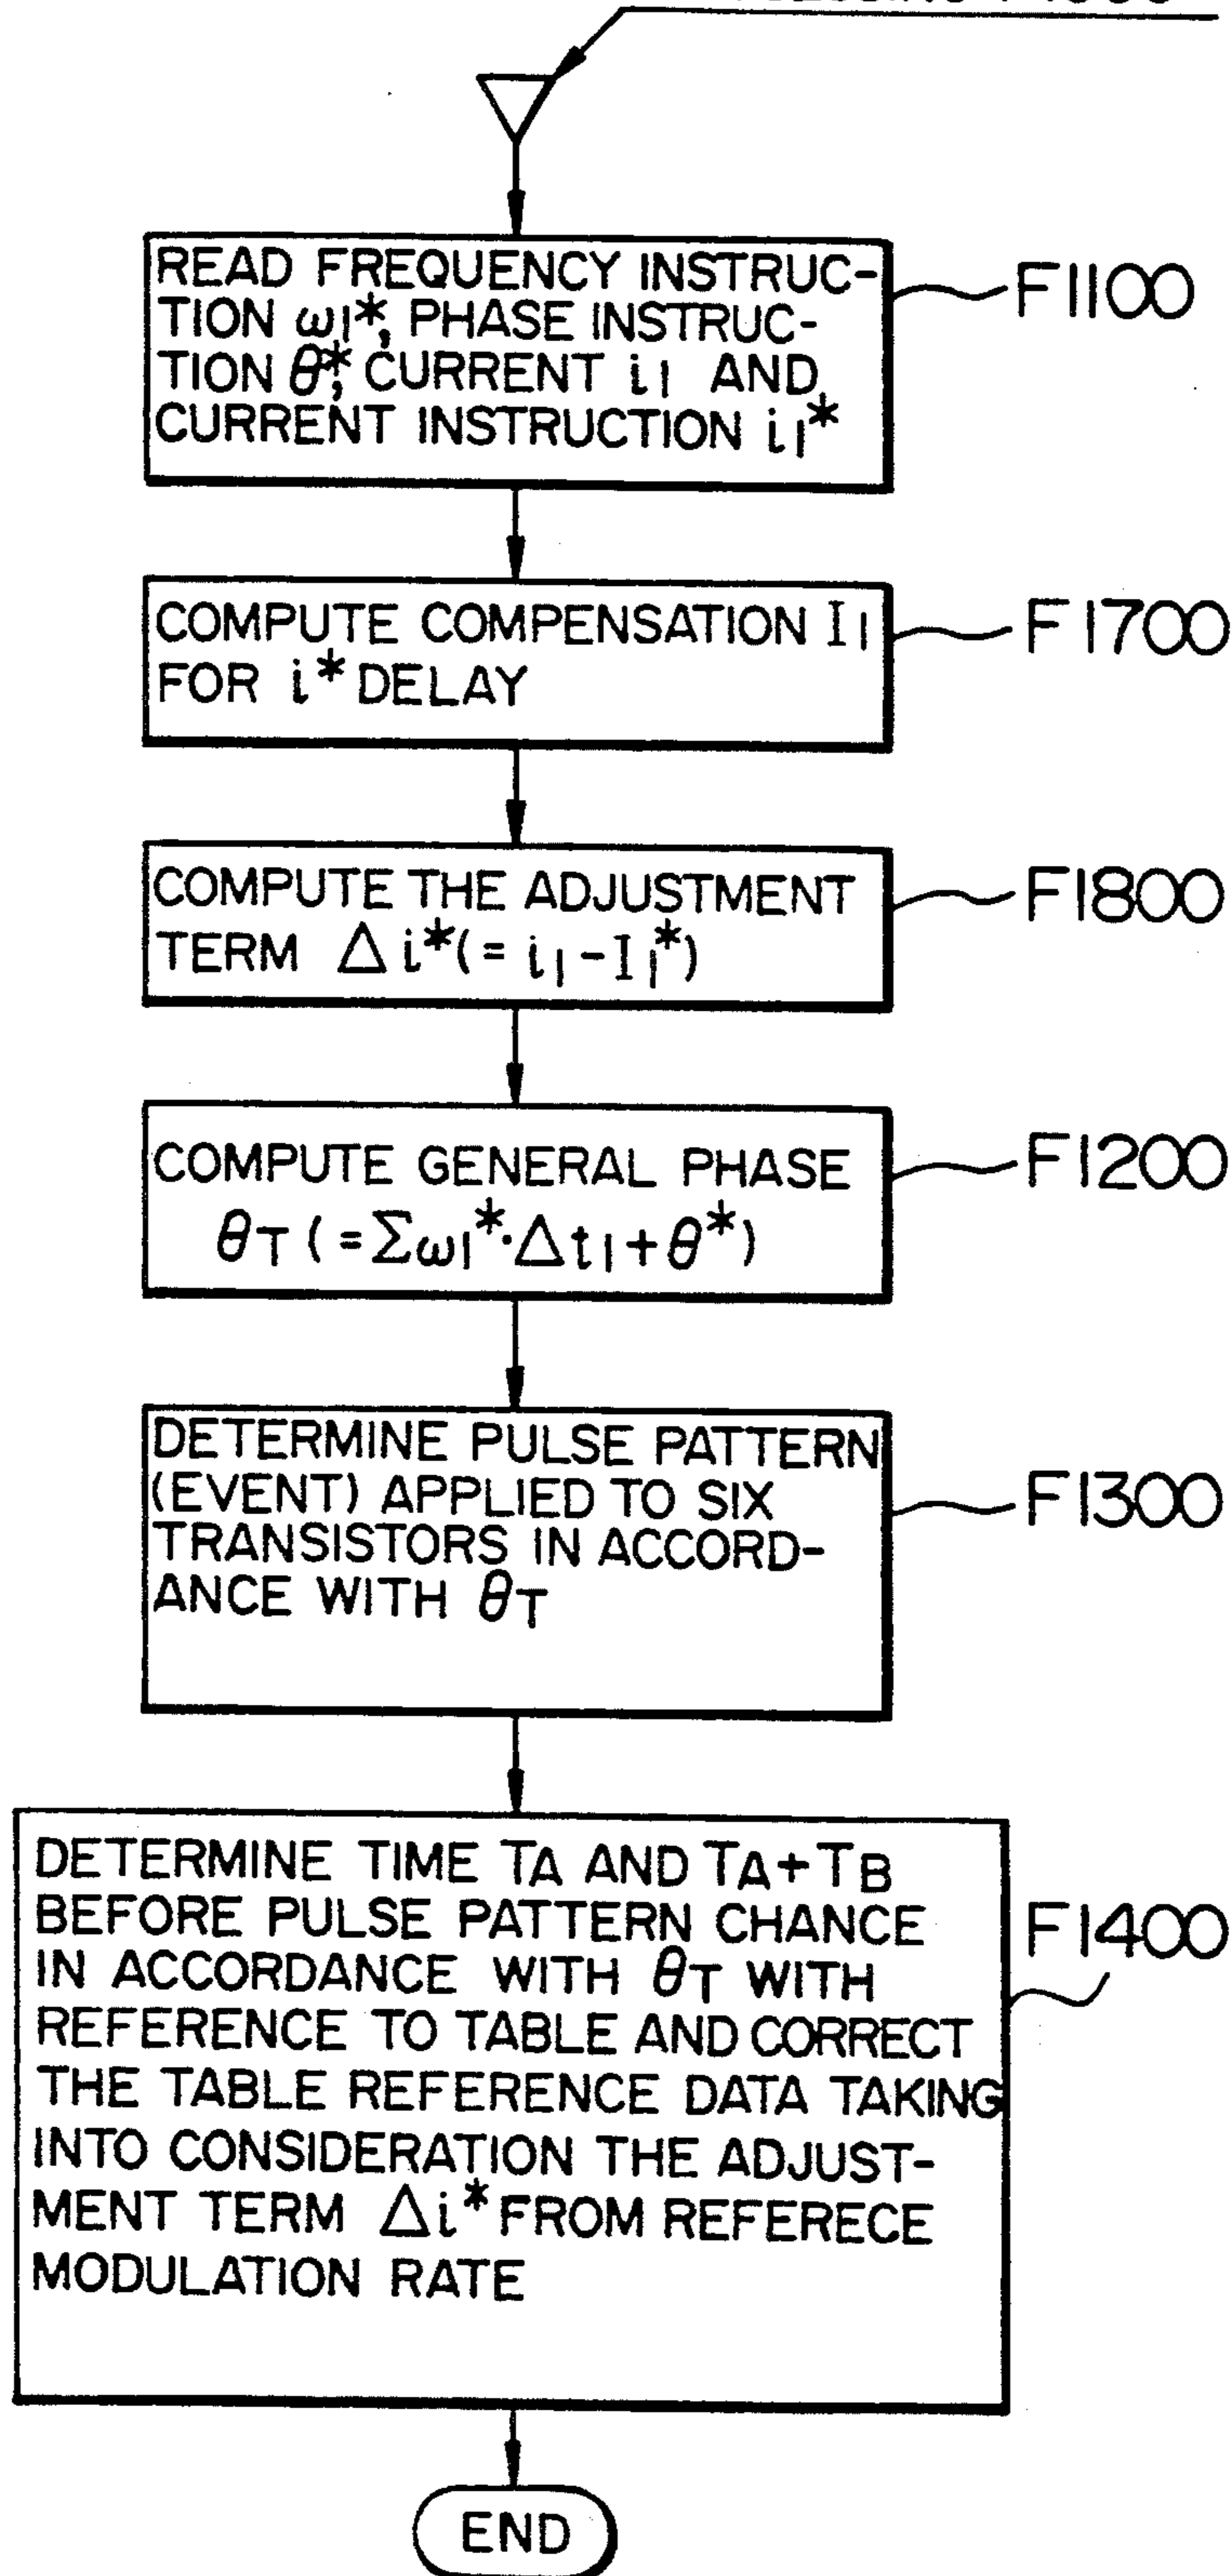 READ FREQUENCY INSTRUC-
TION ω1*, PHASE INSTRUC-
TION θ*, CURRENT i1 AND
CURRENT INSTRUCTION i1*
F1100
COMPUTE COMPENSATION I1
FOR i* DELAY
F1700
COMPUTE THE ADJUSTMENT
TERM Δi*(= i1-I1*)
F1800
COMPUTE GENERAL PHASE
θT (=Σω1*·Δt1+θ*)
F1200
DETERMINE PULSE PATTERN
(EVENT) APPLIED TO SIX
TRANSISTORS IN ACCORD-
ANCE WITH θT
F1300
DETERMINE TIME TA AND TA+TB
BEFORE PULSE PATTERN CHANCE
IN ACCORDANCE WITH θT WITH
REFERENCE TO TABLE AND CORRECT
THE TABLE REFERENCE DATA TAKING
INTO CONSIDERATION THE ADJUST-
MENT TERM Δi* FROM REFERECE
MODULATION RATE
F1400
END